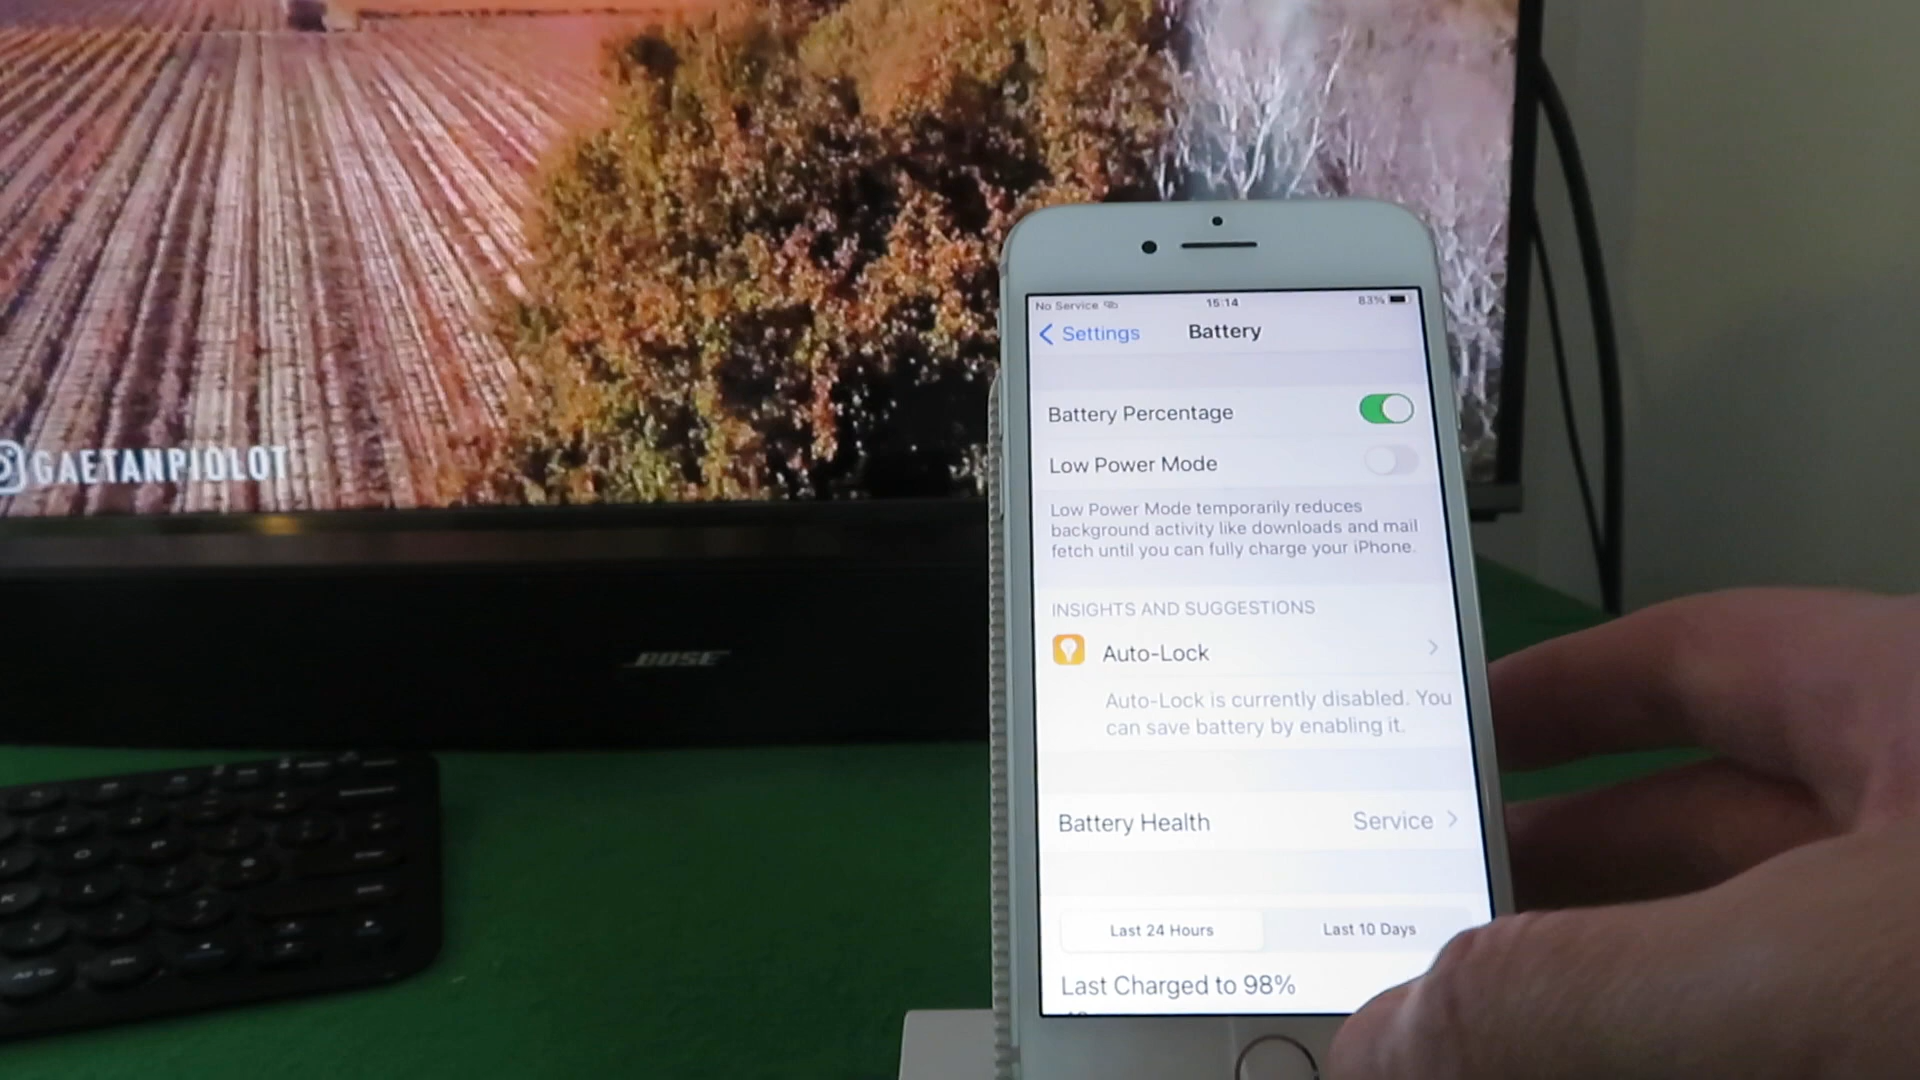 GAETANPIOLOT
BOSE
No Service
15:14
83%
Settings
Battery
Battery Percentage
Low Power Mode
Low Power Mode temporarily reduces
background activity like downloads and mail
fetch until you can fully charge your iPhone.
INSIGHTS AND SUGGESTIONS
Auto-Lock
Auto-Lock is currently disabled. You
can save battery by enabling it.
Battery Health
Service
Last 24 Hours
Last 10 Days
Last Charged to 98%